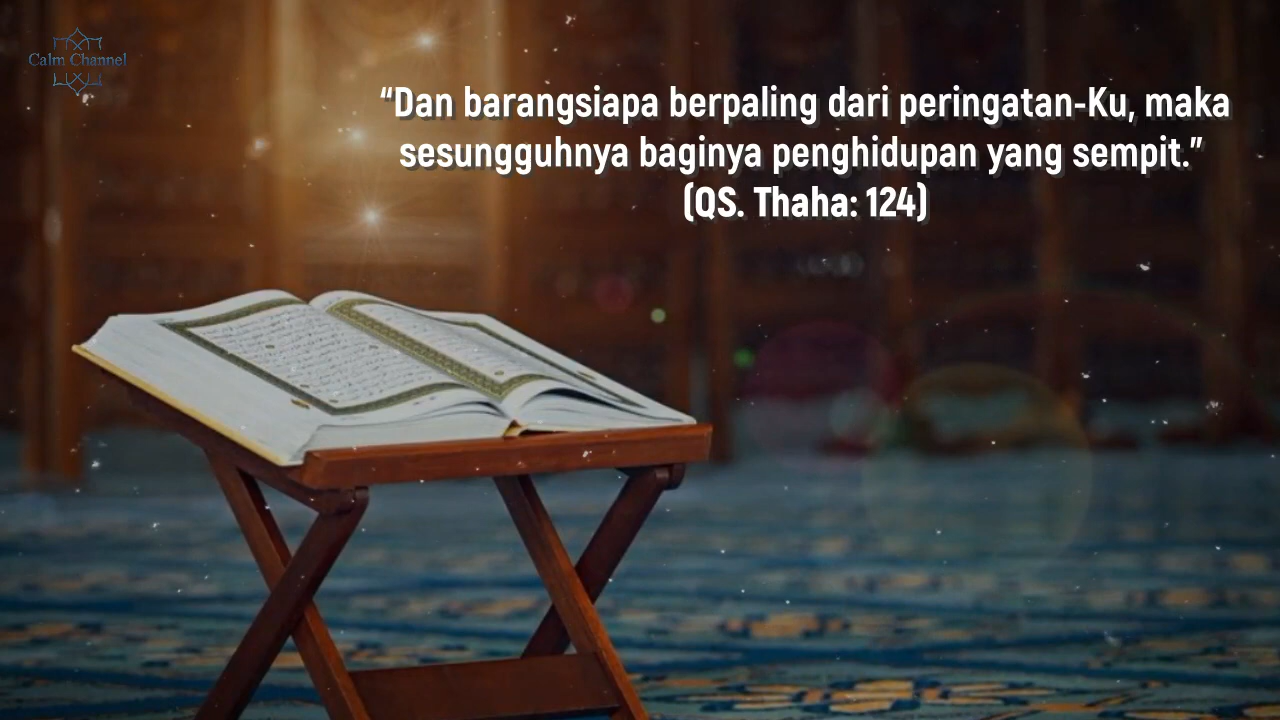 Calm Channel
“Dan barangsiapa berpaling dari peringatan-Ku, maka
sesungguhnya baginya penghidupan yang sempit.”
(QS. Thaha: 124)